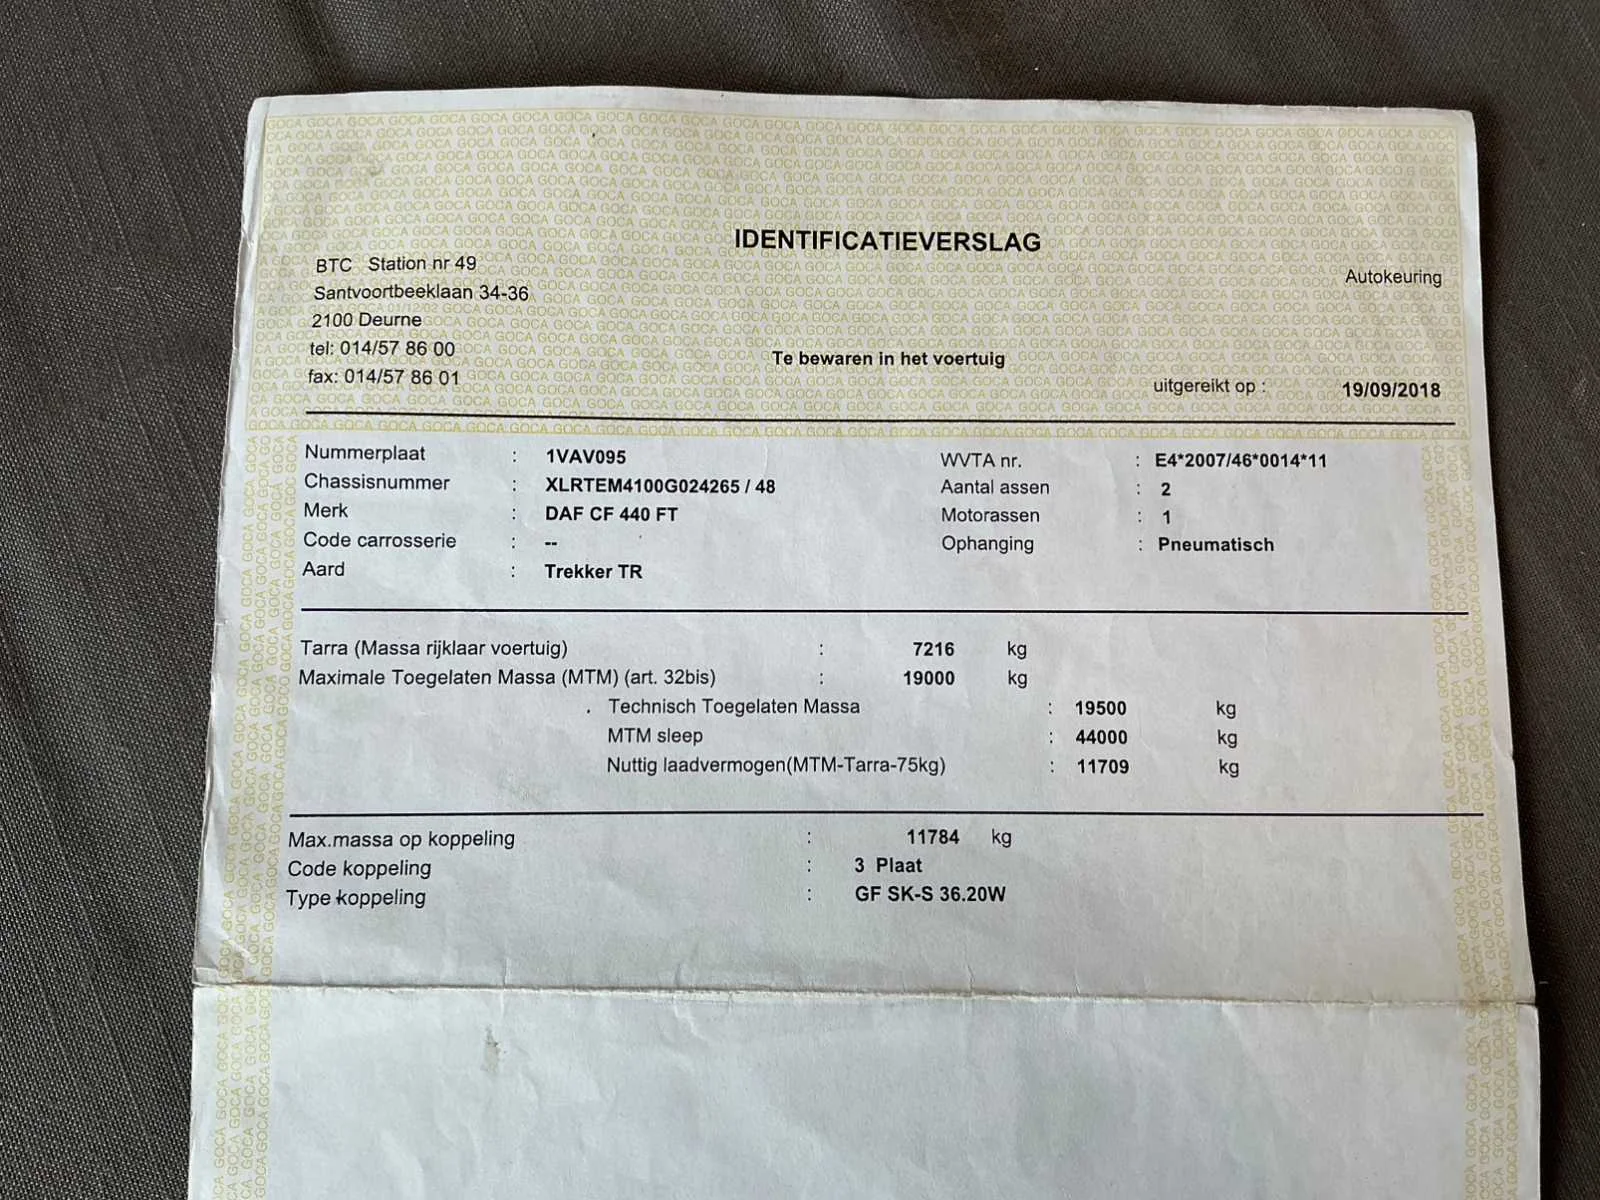 IDENTIFICATIEVERSLAG
BTC Station nr 49
Autokeuring
Santvoortbeeklaan 34-36
2100 Deurne
tel: 014/57 86 00
Te bewaren in het voertuig
fax: 014/57 86 01
uitgereikt op : 19/09/2018
Nummerplaat : 1VAV095 WVTA nr. : E4*2007/46*0014*11
Chassisnummer : XLRTEM4100G024265 / 48 Aantal assen : 2
Merk : DAF CF 440 FT Motorassen : 1
Code carrosserie : -- Ophanging : Pneumatisch
Aard : Trekker TR
Tarra (Massa rijklaar voertuig) : 7216 kg
Maximale Toegelaten Massa (MTM) (art. 32bis) : 19000 kg
Technisch Toegelaten Massa : 19500 kg
MTM sleep : 44000 kg
Nuttig laadvermogen(MTM-Tarra-75kg) : 11709 kg
Max.massa op koppeling : 11784 kg
Code koppeling : 3 Plaat
Type koppeling : GF SK-S 36.20W